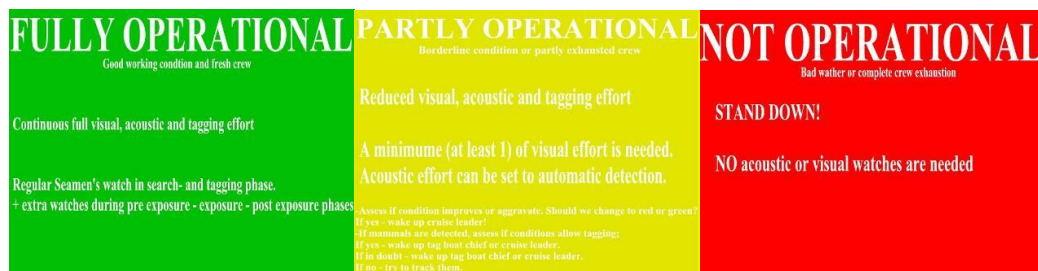 FULLY OPERATIONAL
Good working condtion and fresh crew
Continuous full visual, acoustic and tagging effort
Regular Seamen's watch in search- and tagging phase.
+ extra watches during pre exposure - exposure - post exposure phases
PARTLY OPERATIONAL
Borderline condition or partly exhausted crew
Reduced visual, acoustic and tagging effort
A minimume (at least 1) of visual effort is needed.
Acoustic effort can be set to automatic detection.
-Assess if condition improves or aggravate. Should we change to red or green?
If yes - wake up cruise leader!
-If mammals are detected, assess if conditions allow tagging;
If yes - wake up tag boat chief or cruise leader.
If in doubt - wake up tag boat chief or cruise leader.
If no - try to track them.
NOT OPERATIONAL
Bad wather or complete crew exhaustion
STAND DOWN!
NO acoustic or visual watches are needed